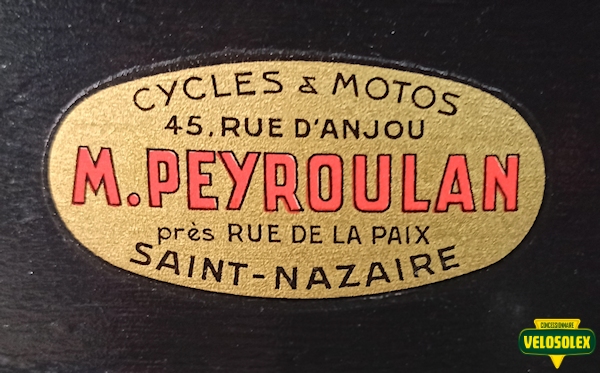 CYCLES & MOTOS
45, RUE D'ANJOU
M. PEYROULAN
près RUE DE LA PAIX
SAINT-NAZAIRE
CONCESSIONNAIRE
VELOSOLEX